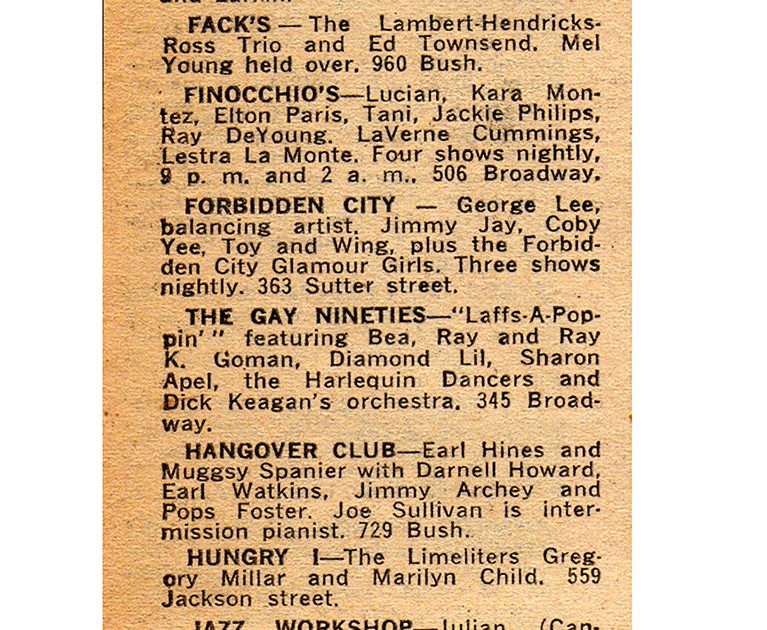 FACK'S — The Lambert-Hendricks-
Ross Trio and Ed Townsend. Mel
Young held over. 960 Bush.
FINOCCHIO'S—Lucian, Kara Mon-
tez, Elton Paris, Tani, Jackie Philips,
Ray DeYoung. LaVerne Cummings,
Lestra La Monte. Four shows nightly,
9 p. m. and 2 a. m.. 506 Broadway.
FORBIDDEN CITY — George Lee,
balancing artist. Jimmy Jay, Coby
Yee, Toy and Wing, plus the Forbid-
den City Glamour Girls. Three shows
nightly. 363 Sutter street.
THE GAY NINETIES—"Laffs-A-Pop-
pin' " featuring Bea, Ray and Ray
K. Goman, Diamond Lil, Sharon
Apel, the Harlequin Dancers and
Dick Keagan's orchestra. 345 Broad-
way.
HANGOVER CLUB—Earl Hines and
Muggsy Spanier with Darnell Howard,
Earl Watkins, Jimmy Archey and
Pops Foster. Joe Sullivan is inter-
mission pianist. 729 Bush.
HUNGRY I—The Limeliters Greg-
ory Millar and Marilyn Child. 559
Jackson street.
JAZZ WORKSHOP—Julian (Can-